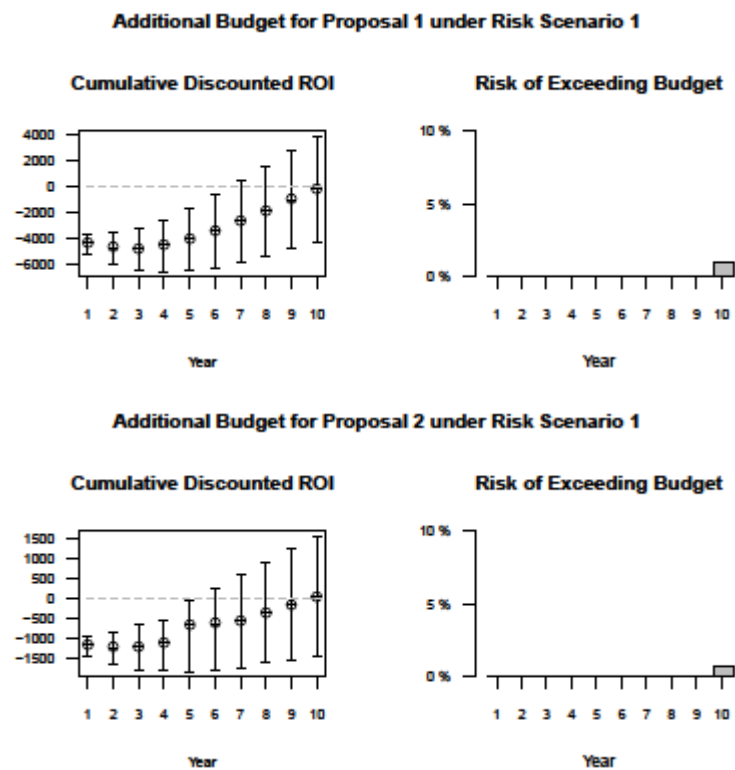 Additional Budget for Proposal 1 under Risk Scenario 1
Cumulative Discounted ROI
4000
2000
0
−2000
−4000
−6000
1 2 3 4 5 6 7 8 9 10
Year
Risk of Exceeding Budget
10 %
5 %
0 %
1 2 3 4 5 6 7 8 9 10
Year
Additional Budget for Proposal 2 under Risk Scenario 1
Cumulative Discounted ROI
1500
1000
500
0
−500
−1000
−1500
1 2 3 4 5 6 7 8 9 10
Year
Risk of Exceeding Budget
10 %
5 %
0 %
1 2 3 4 5 6 7 8 9 10
Year